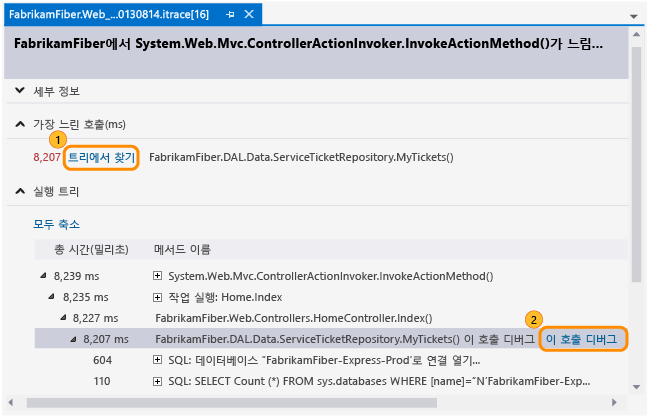 FabrikamFiber.Web_...0130814.itrace[16]
FabrikamFiber에서 System.Web.Mvc.ControllerActionInvoker.InvokeActionMethod()가 느림...
세부 정보
가장 느린 호출(ms)
1
8,207 트리에서 찾기 FabrikamFiber.DAL.Data.ServiceTicketRepository.MyTickets()
실행 트리
모두 축소
총 시간(밀리초) 메서드 이름
8,239 ms System.Web.Mvc.ControllerActionInvoker.InvokeActionMethod()
8,235 ms 작업 실행: Home.Index
8,227 ms FabrikamFiber.Web.Controllers.HomeController.Index()
2
8,207 ms FabrikamFiber.DAL.Data.ServiceTicketRepository.MyTickets() 이 호출 디버그 이 호출 디버그
604 SQL: 데이터베이스 "FabrikamFiber-Express-Prod'로 연결 열기...
110 SQL: SELECT Count (*) FROM sys.databases WHERE [name]="N'FabrikamFiber-Exp...